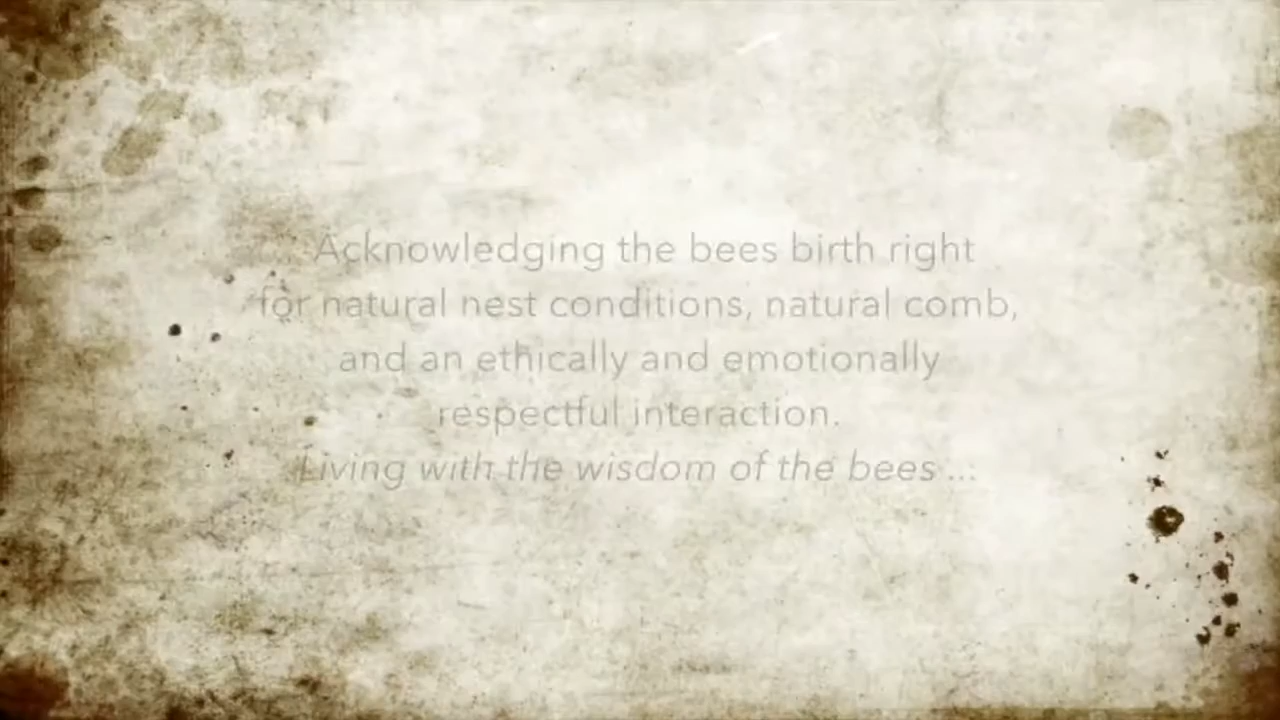 Acknowledging the bees birth right
for natural nest conditions, natural comb,
and an ethically and emotionally
respectful interaction.
Living with the wisdom of the bees ...